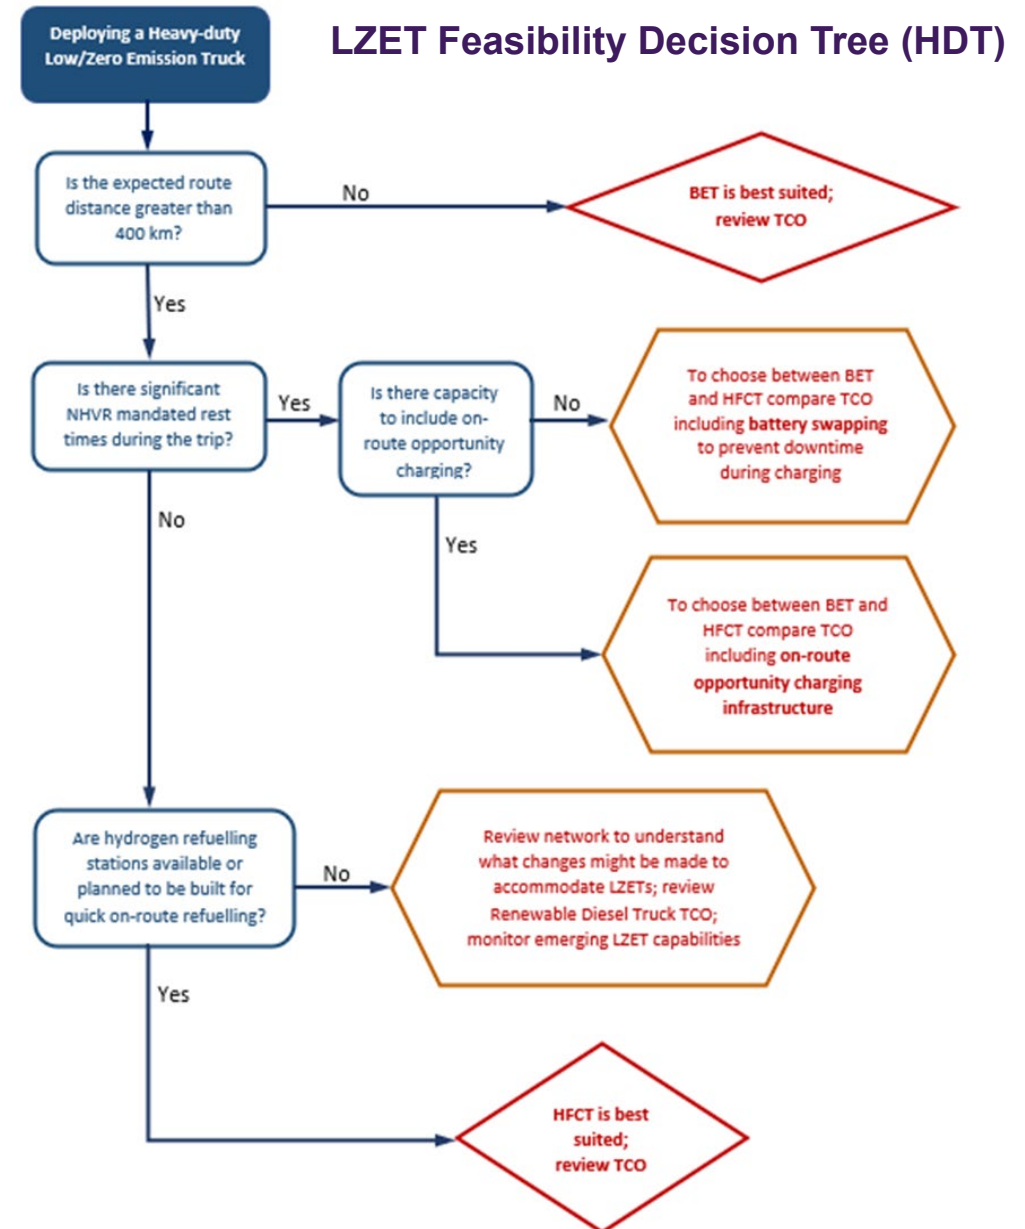 Deploying a Heavy-duty
Low/Zero Emission Truck
LZET Feasibility Decision Tree (HDT)
Is the expected route
distance greater than
400 km?
No
BET is best suited;
review TCO
Yes
Is there significant
NHVR mandated rest
times during the trip?
Yes
Is there capacity
to include on-
route opportunity
charging?
No
To choose between BET
and HFCT compare TCO
including battery swapping
to prevent downtime
during charging
No
Yes
To choose between BET and
HFCT compare TCO
including on-route
opportunity charging
infrastructure
Are hydrogen refuelling
stations available or
planned to be built for
quick on-route refuelling?
No
Review network to understand
what changes might be made to
accommodate LZETs; review
Renewable Diesel Truck TCO;
monitor emerging LZET capabilities
Yes
HFCT is best
suited;
review TCO